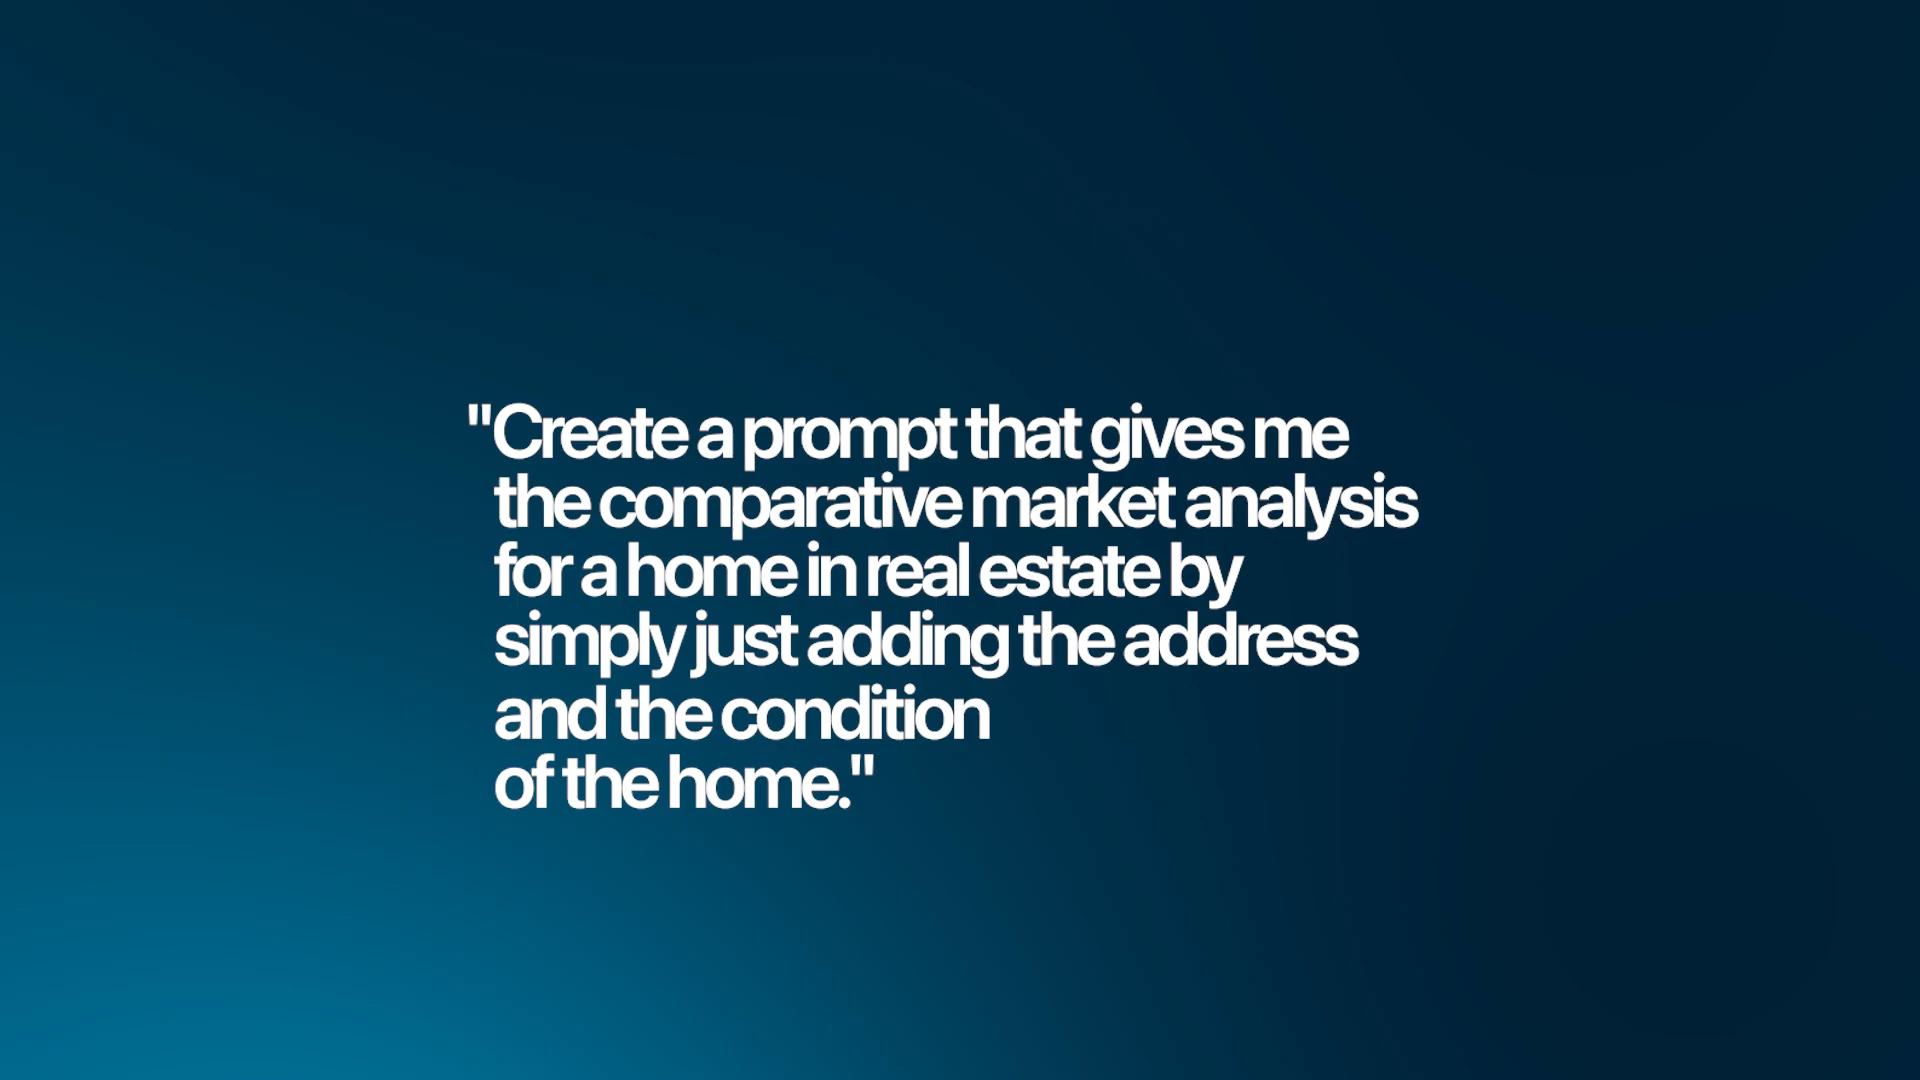 "Create a prompt that gives me
the comparative market analysis
for a home in real estate by
simply just adding the address
and the condition
of the home."